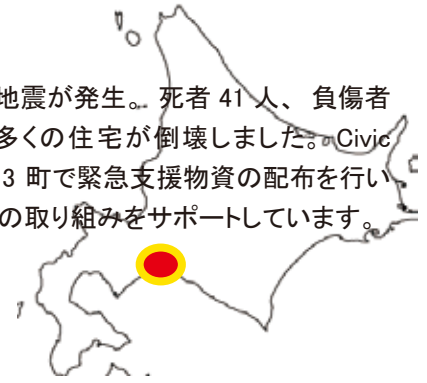 地震が発生。死者 41 人、負傷者
多くの住宅が倒壊しました。Civic
3 町で緊急支援物資の配布を行い
の取り組みをサポートしています。